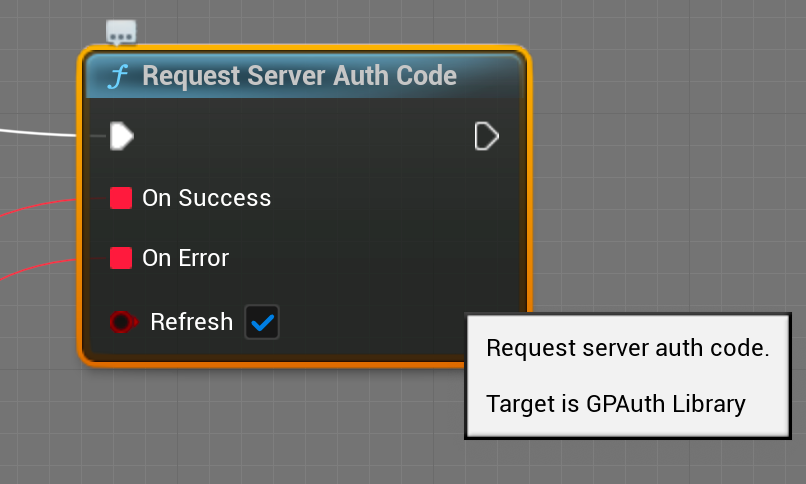 Request Server Auth Code
On Success
On Error
Refresh
Request server auth code.
Target is GPAuth Library